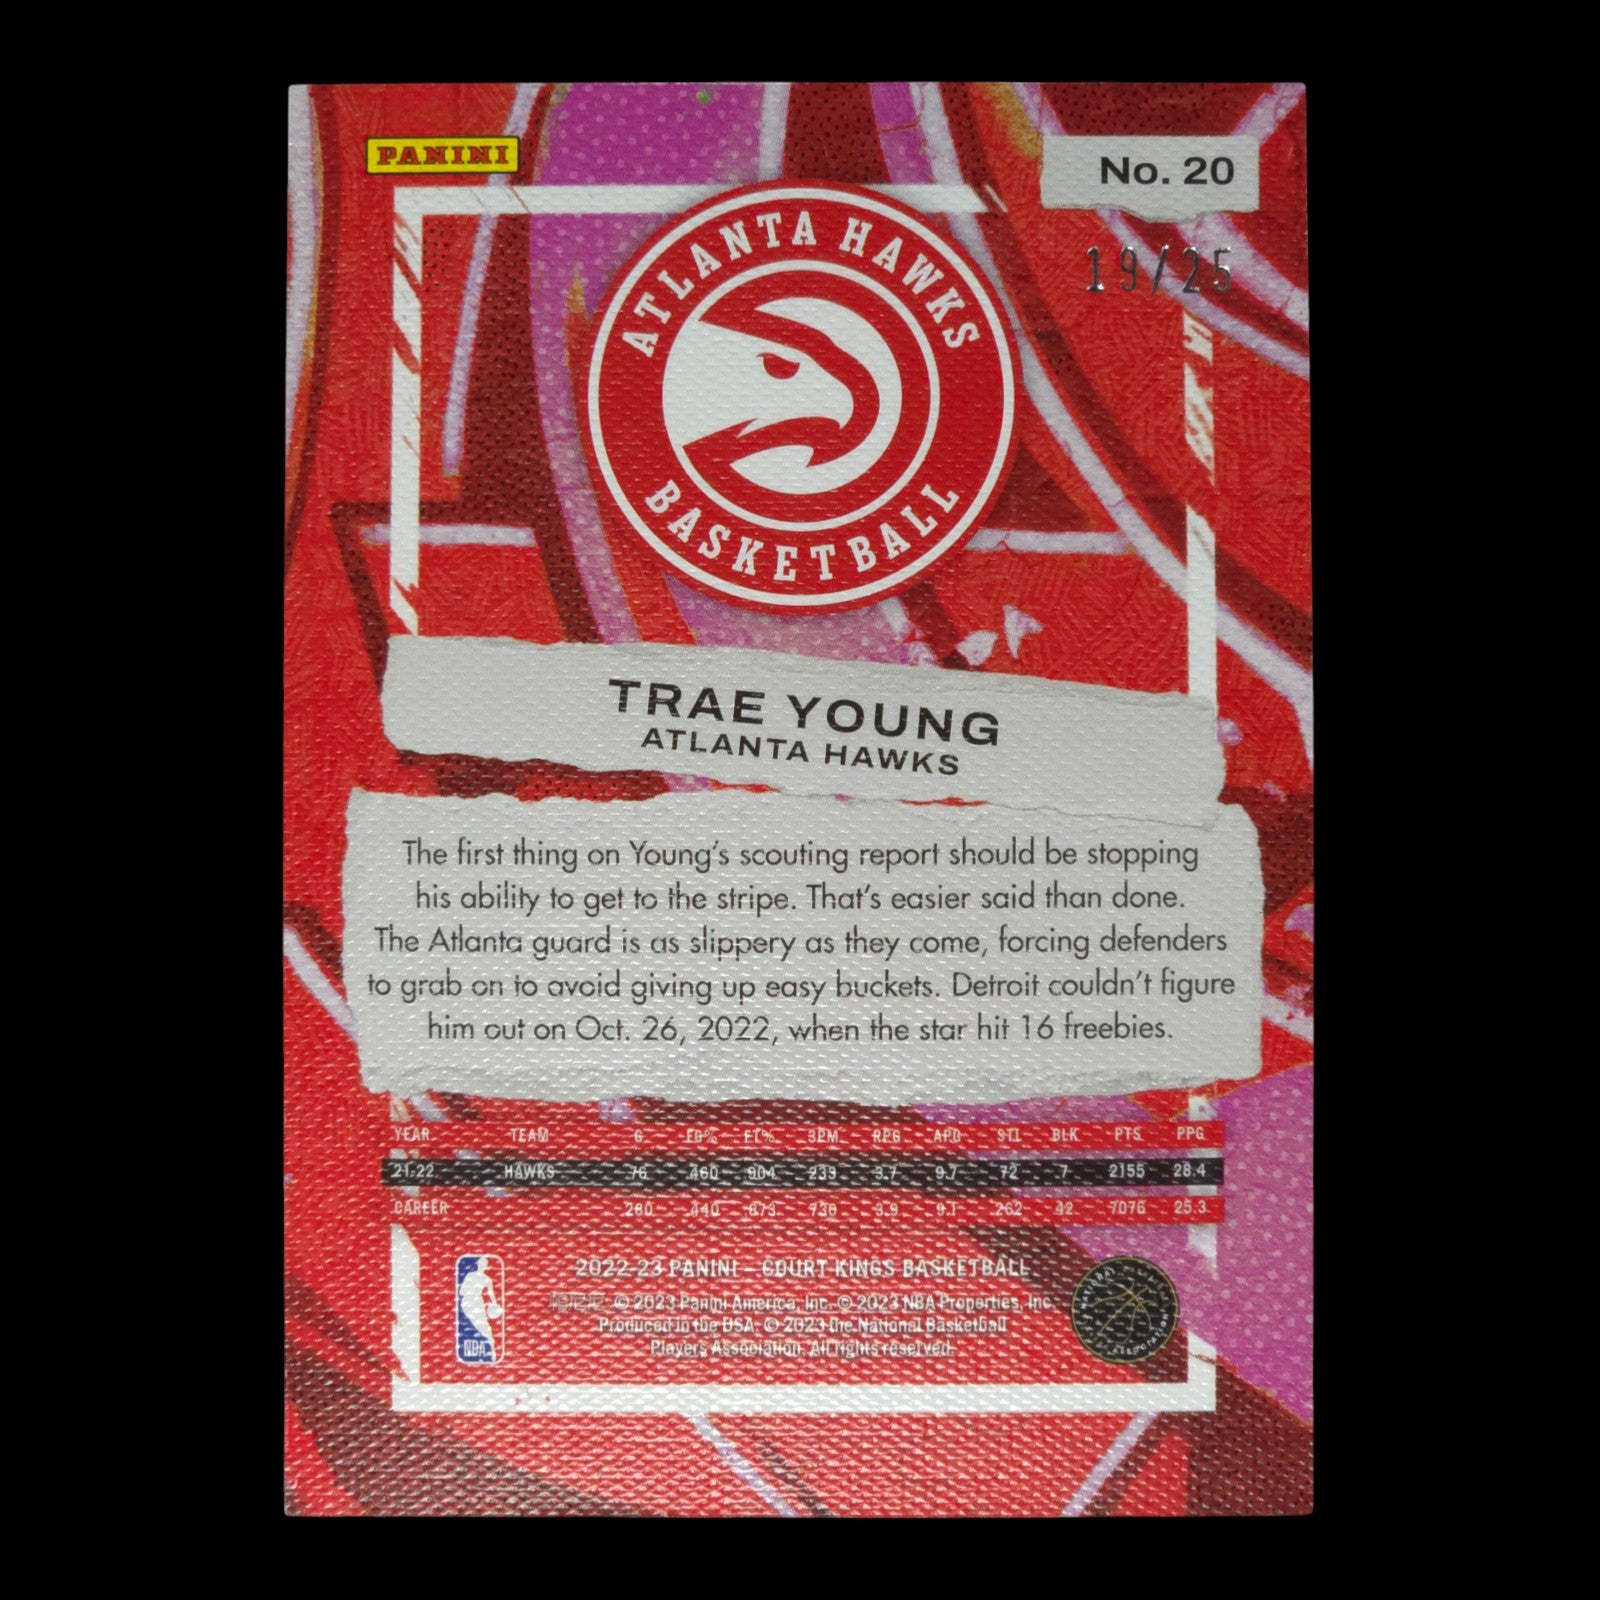 PANINI
No. 20
19/25
ATLANTA HAWKS
BASKETBALL
TRAE YOUNG
ATLANTA HAWKS
The first thing on Young's scouting report should be stopping
his ability to get to the stripe. That's easier said than done.
The Atlanta guard is as slippery as they come, forcing defenders
to grab on to avoid giving up easy buckets. Detroit couldn't figure
him out on Oct. 26, 2022, when the star hit 16 freebies.
YEAR TEAM G FG% FT% 3PM RPG APG STL BLK PTS PPG
21-22 HAWKS 76 .460 .904 233 3.7 9.7 72 7 2155 28.4
CAREER 280 .440 .873 730 3.9 9.1 262 42 7076 25.3
2022-23 PANINI – COURT KINGS BASKETBALL
© 2023 Panini America, Inc. © 2023 NBA Properties, Inc.
Produced in the USA. © 2023 the National Basketball
Players Association. All rights reserved.
NBA